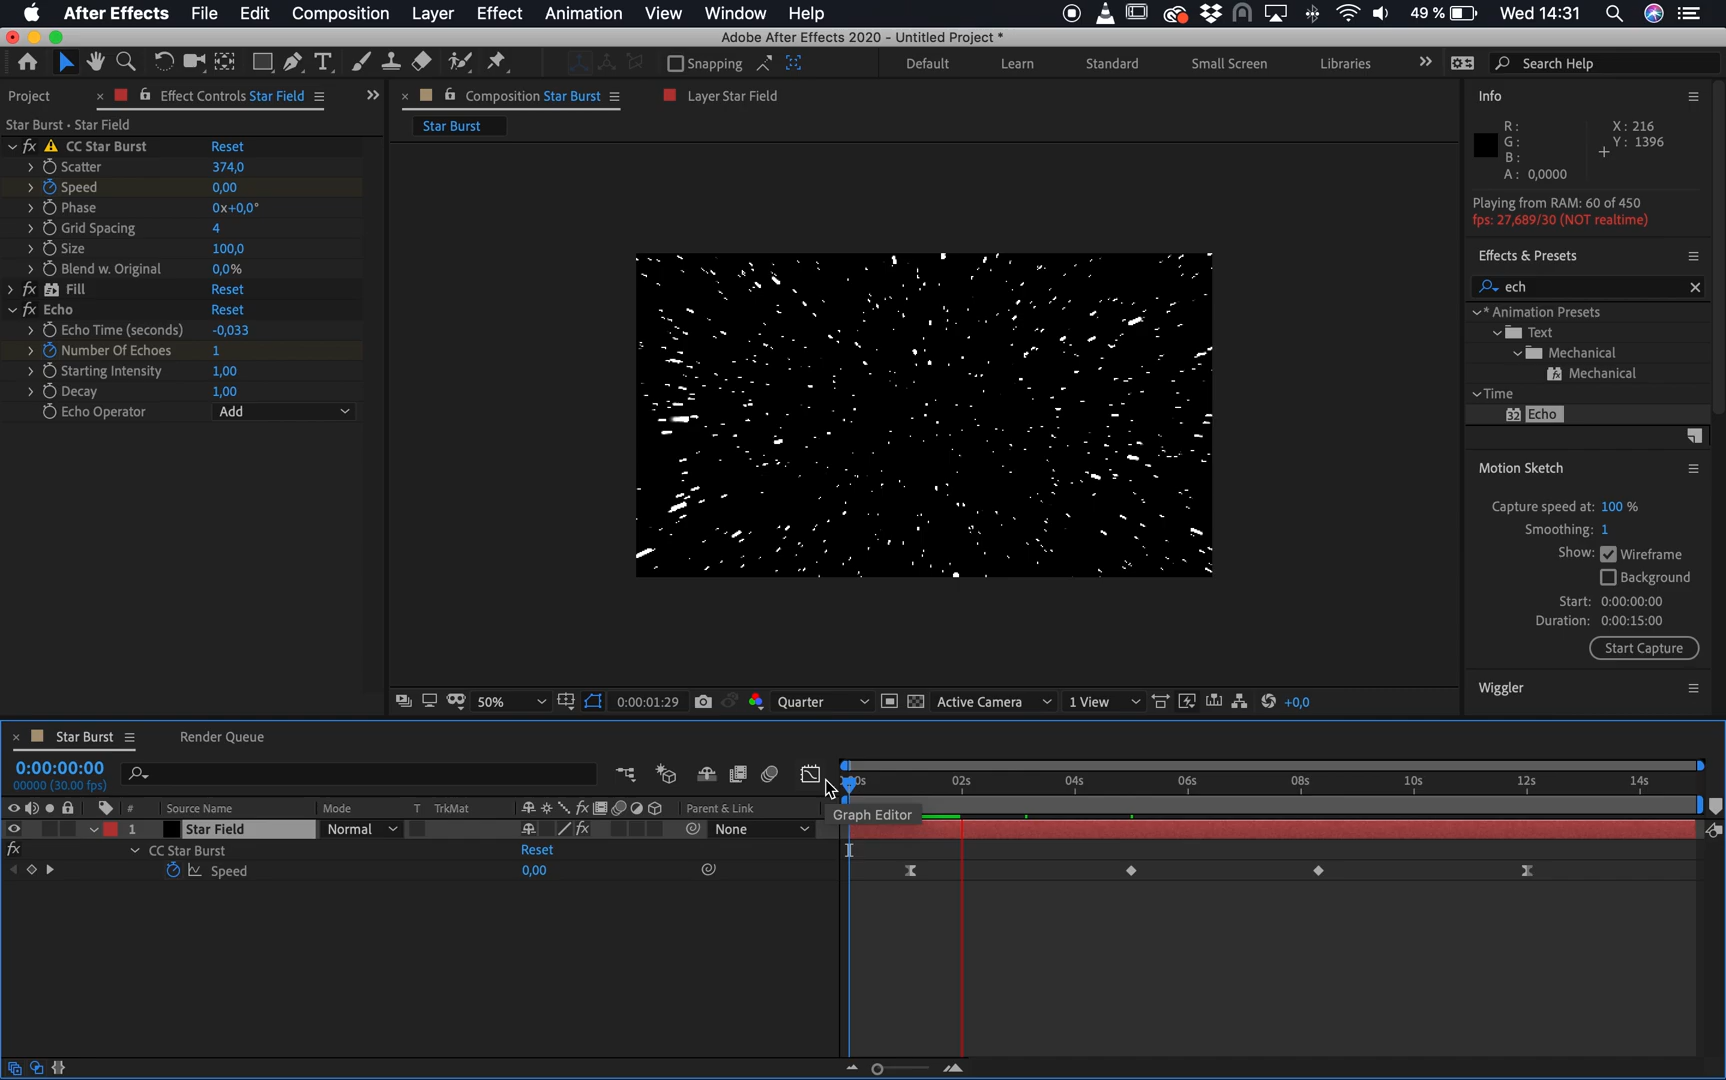 After Effects File Edit Composition Layer Effect Animation View Window Help 49 % Wed 14:31
Adobe After Effects 2020 - Untitled Project *
Snapping Default Learn Standard Small Screen Libraries Search Help
Project Effect Controls Star Field Composition Star Burst Layer Star Field
Star Burst • Star Field
Star Burst
CC Star Burst Reset
Scatter 374,0
Speed 0,00
Phase 0x+0,0°
Grid Spacing 4
Size 100,0
Blend w. Original 0,0%
Fill Reset
Echo Reset
Echo Time (seconds) -0,033
Number Of Echoes 1
Starting Intensity 1,00
Decay 1,00
Echo Operator Add
50% 0:00:01:29 Quarter Active Camera 1 View +0,0
Info
R: X: 216
G: Y: 1396
B:
A: 0,0000
Playing from RAM: 60 of 450
fps: 27,689/30 (NOT realtime)
Effects & Presets
ech
* Animation Presets
Text
Mechanical
Mechanical
Time
32 Echo
Motion Sketch
Capture speed at: 100 %
Smoothing: 1
Show: Wireframe
Background
Start: 0:00:00:00
Duration: 0:00:15:00
Start Capture
Wiggler
Star Burst Render Queue
0:00:00:00
00000 (30.00 fps)
02s 04s 06s 08s 10s 12s 14s
# Source Name Mode T TrkMat Parent & Link
Graph Editor
1 Star Field Normal None
CC Star Burst Reset
Speed 0,00